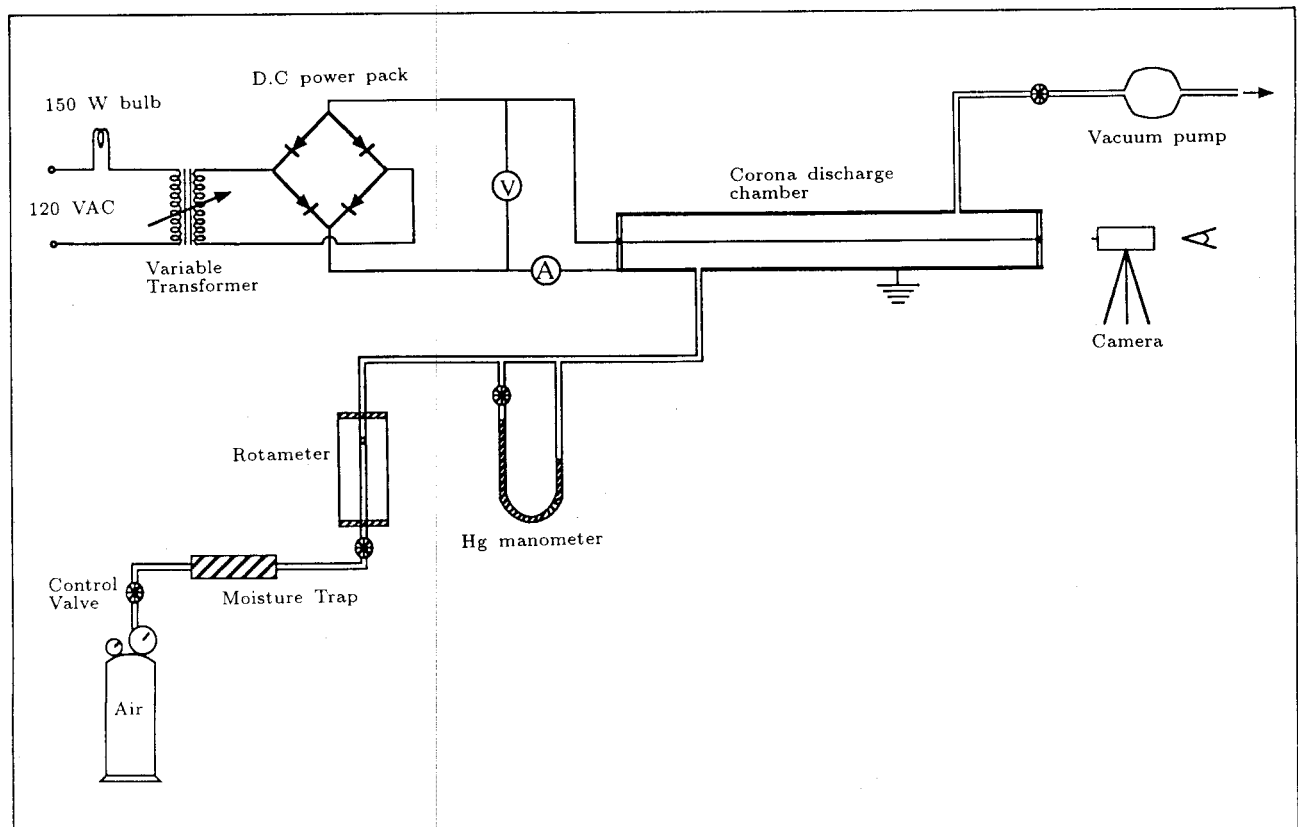 D.C power pack
150 W bulb
Vacuum pump
Corona discharge
chamber
V
120 VAC
A
Variable
Transformer
Camera
Rotameter
Hg manometer
Control
Valve
Moisture Trap
Air